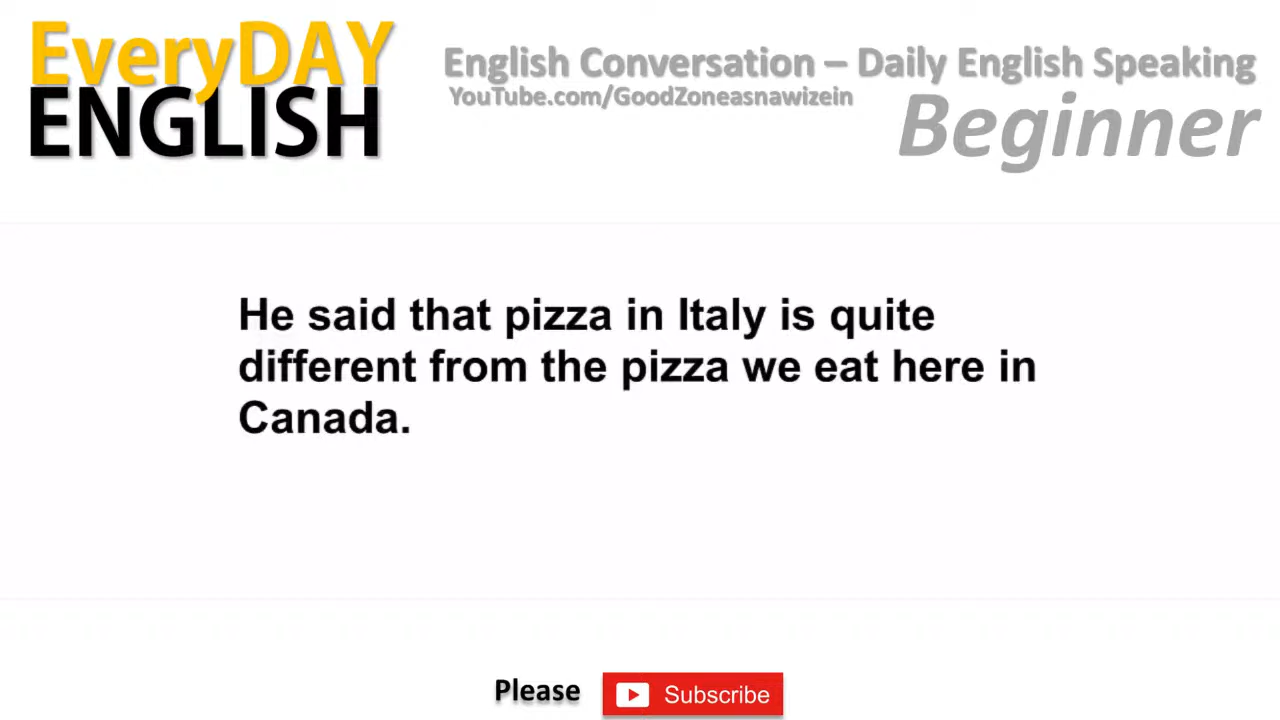 EveryDAY
ENGLISH
English Conversation – Daily English Speaking
YouTube.com/GoodZoneasnawizein
Beginner
He said that pizza in Italy is quite
different from the pizza we eat here in
Canada.
Please
Subscribe